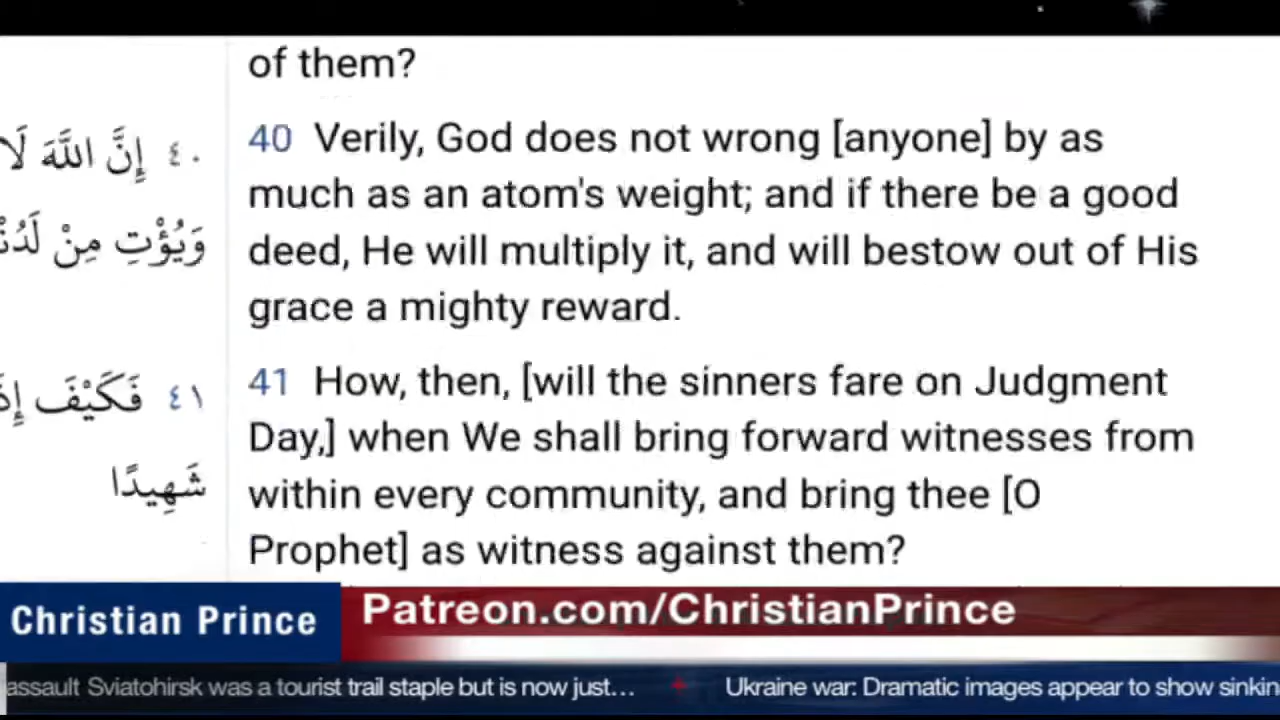 of them?
٤٠ إِنَّ اللَّهَ لَا
وَيُؤْتِ مِنْ
40 Verily, God does not wrong [anyone] by as
much as an atom's weight; and if there be a good
deed, He will multiply it, and will bestow out of His
grace a mighty reward.
٤١ فَكَيْفَ
شَهِيدًا
41 How, then, [will the sinners fare on Judgment
Day,] when We shall bring forward witnesses from
within every community, and bring thee [O
Prophet] as witness against them?
Christian Prince
Patreon.com/ChristianPrince
assault Sviatohirsk was a tourist trail staple but is now just... Ukraine war: Dramatic images appear to show